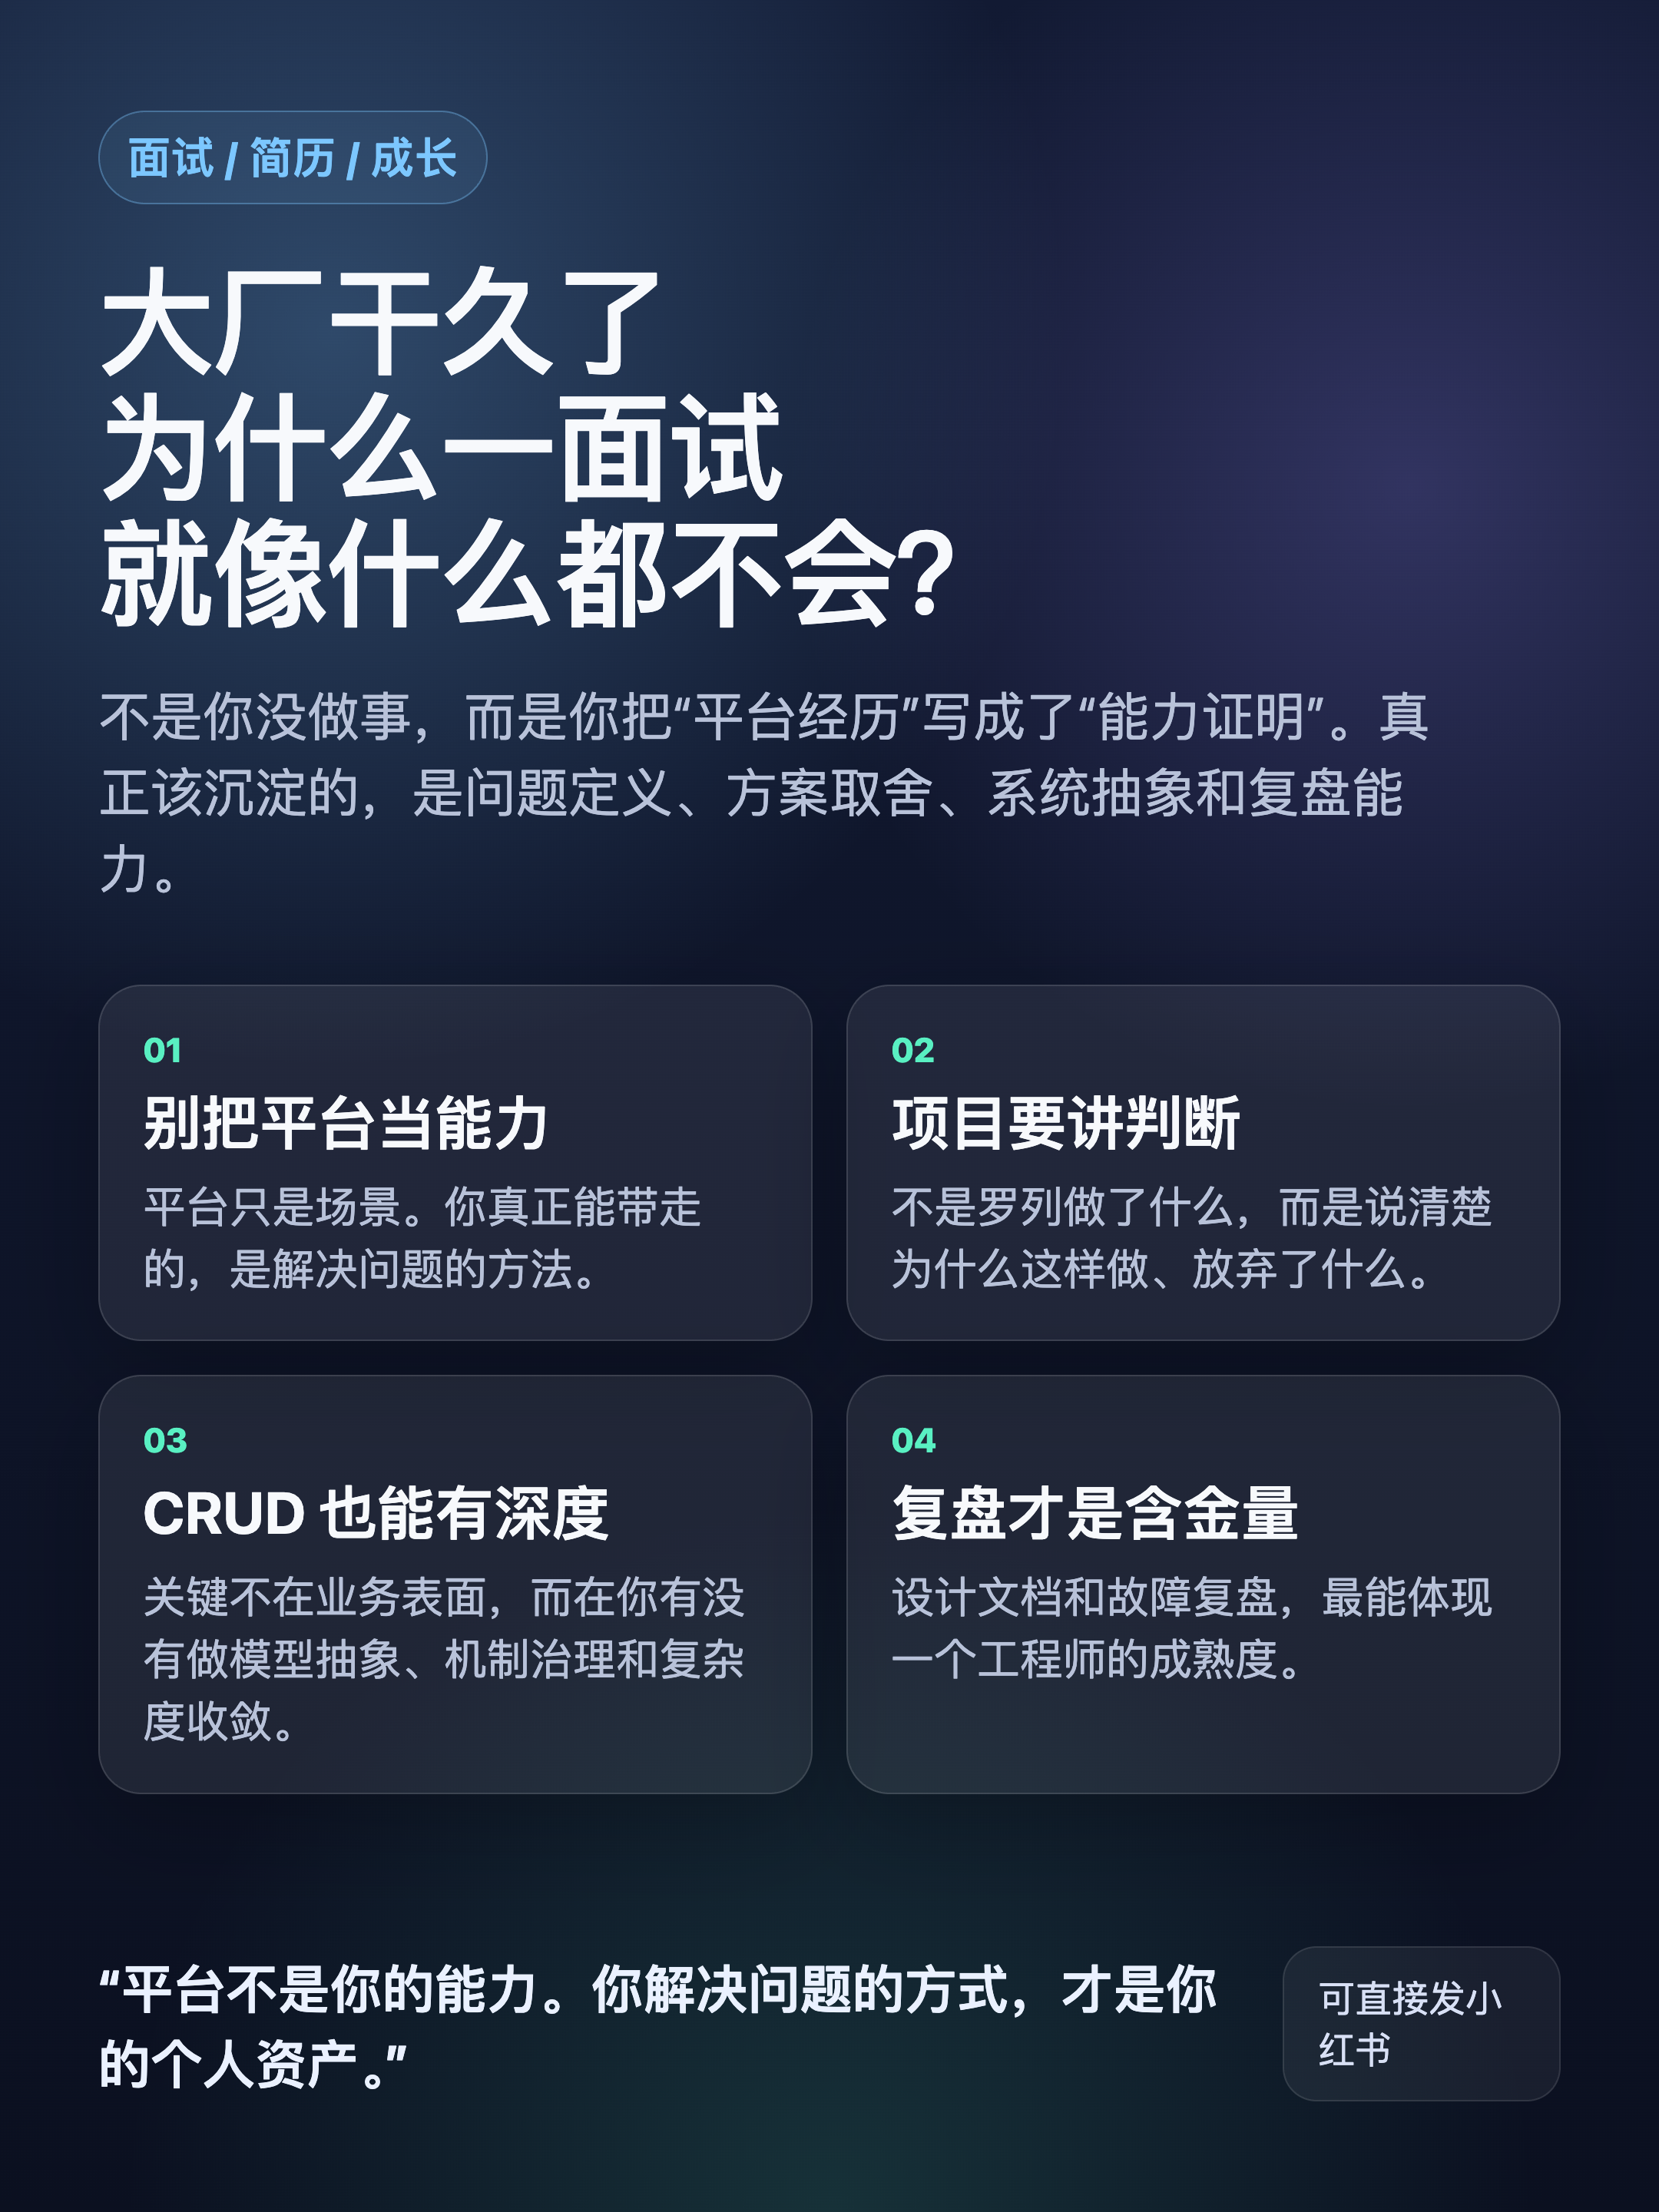 面试 / 简历 / 成长
大厂干久了
为什么一面试
就像什么都不会?
不是你没做事，而是你把“平台经历”写成了“能力证明”。真
正该沉淀的，是问题定义、方案取舍、系统抽象和复盘能
力。
01
别把平台当能力
平台只是场景。你真正能带走
的，是解决问题的方法。
02
项目要讲判断
不是罗列做了什么，而是说清楚
为什么这样做、放弃了什么。
03
CRUD 也能有深度
关键不在业务表面，而在你有没
有做模型抽象、机制治理和复杂
度收敛。
04
复盘才是含金量
设计文档和故障复盘，最能体现
一个工程师的成熟度。
“平台不是你的能力。你解决问题的方式，才是你
的个人资产。”
可直接发小
红书